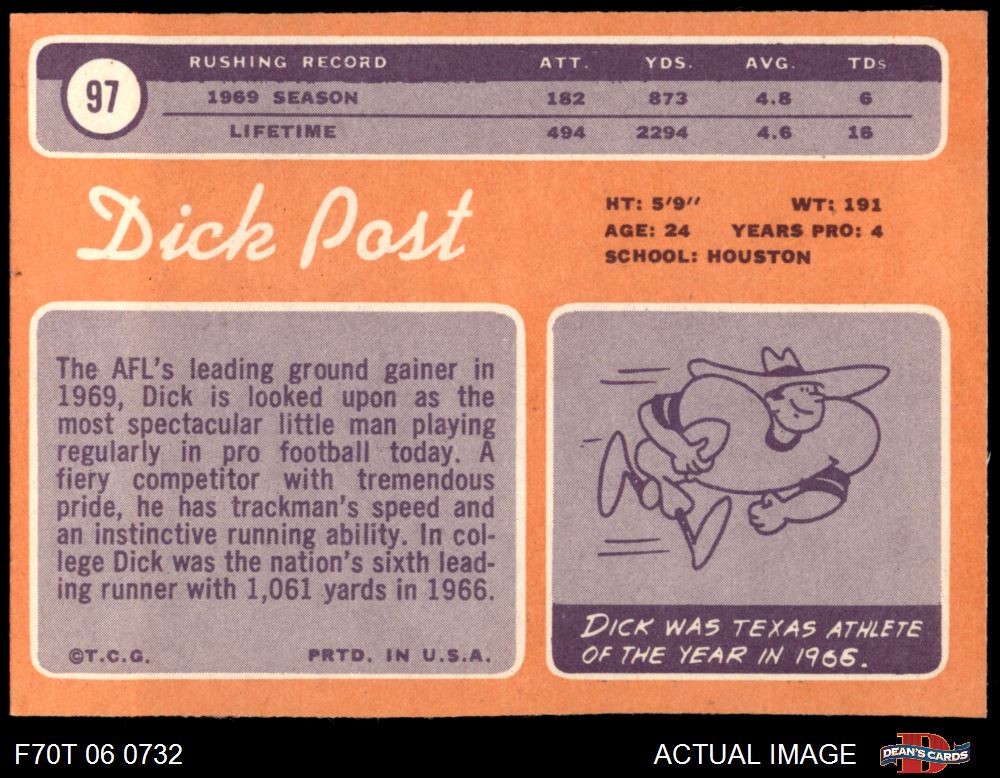 97
RUSHING RECORD ATT. YDS. AVG. TDs
1969 SEASON 182 873 4.8 6
LIFETIME 494 2294 4.6 16
Dick Post
HT: 5'9" WT: 191
AGE: 24 YEARS PRO: 4
SCHOOL: HOUSTON
The AFL's leading ground gainer in
1969, Dick is looked upon as the
most spectacular little man playing
regularly in pro football today. A
fiery competitor with tremendous
pride, he has trackman's speed and
an instinctive running ability. In col-
lege Dick was the nation's sixth lead-
ing runner with 1,061 yards in 1966.
©T.C.G. PRTD. IN U.S.A.
DICK WAS TEXAS ATHLETE
OF THE YEAR IN 1966.
F70T 06 0732 ACTUAL IMAGE DEAN'S CARDS